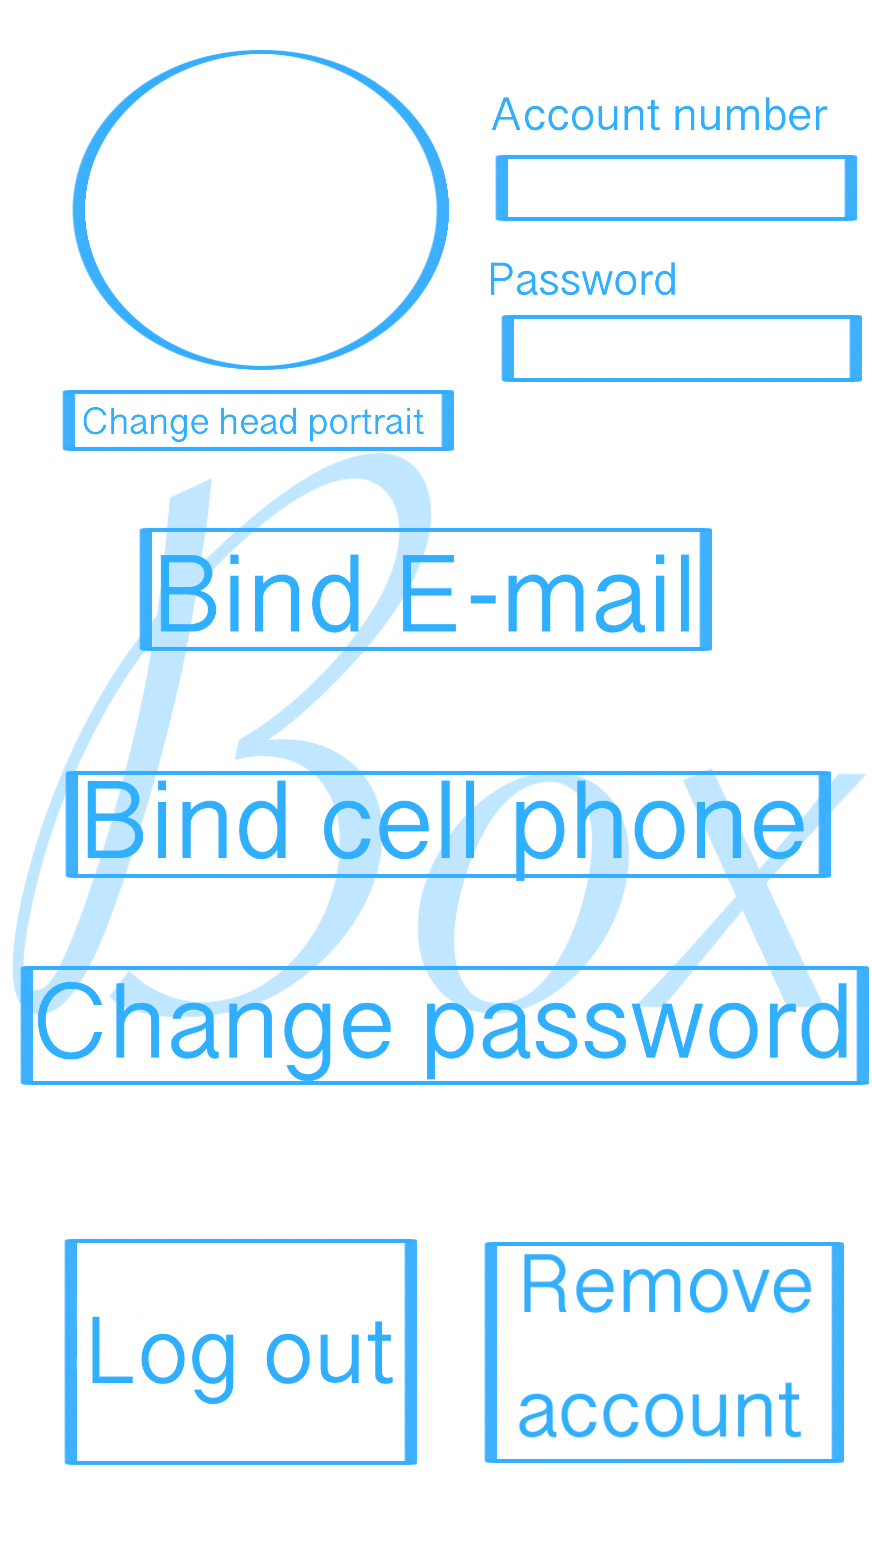 Account number
Password
Change head portrait
Bind E-mail
Bind cell phone
Box
Change password
Log out
Remove
account